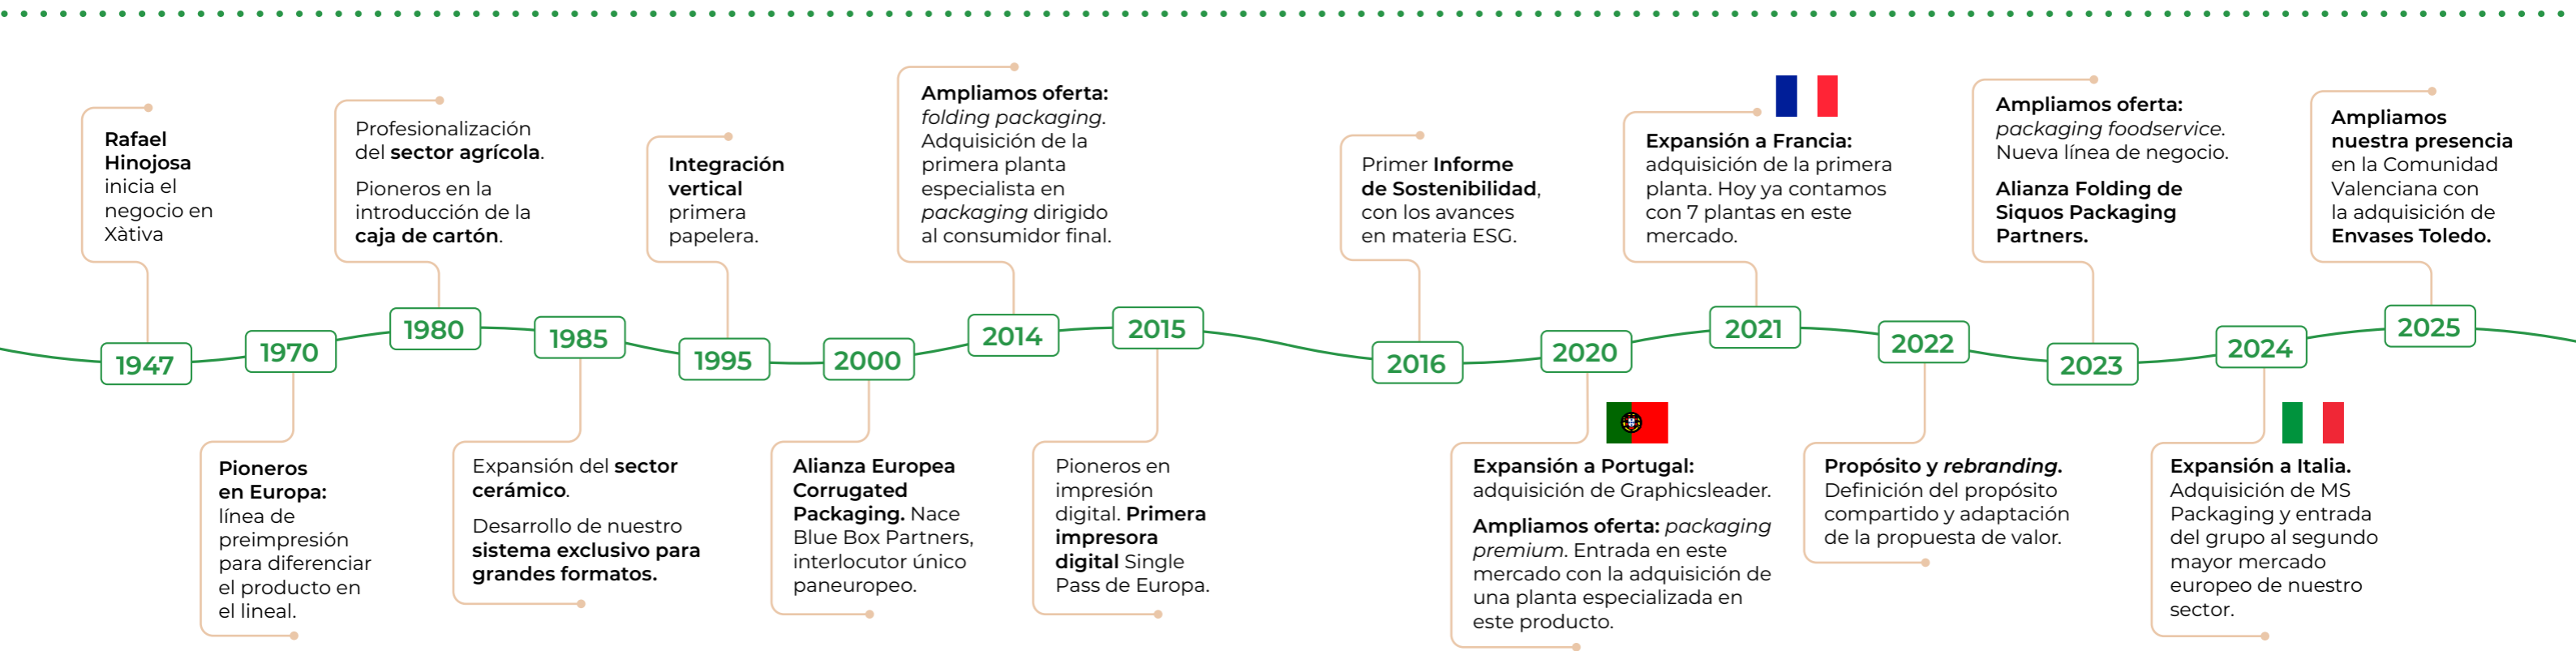 Rafael
Hinojosa
inicia el
negocio en
Xàtiva
1947
Pioneros
en Europa:
línea de
preimpresión
para diferenciar
el producto en
el lineal.
1970
Profesionalización
del sector agrícola.
Pioneros en la
introducción de la
caja de cartón.
1980
Expansión del sector
cerámico.
Desarrollo de nuestro
sistema exclusivo para
grandes formatos.
1985
Integración
vertical
primera
papelera.
1995
Alianza Europea
Corrugated
Packaging. Nace
Blue Box Partners,
interlocutor único
paneuropeo.
2000
Ampliamos oferta:
folding packaging.
Adquisición de la
primera planta
especialista en
packaging dirigido
al consumidor final.
2014
Pioneros en
impresión
digital. Primera
impresora
digital Single
Pass de Europa.
2015
Primer Informe
de Sostenibilidad,
con los avances
en materia ESG.
2016
Expansión a Portugal:
adquisición de Graphicsleader.
Ampliamos oferta: packaging
premium. Entrada en este
mercado con la adquisición de
una planta especializada en
este producto.
2020
Expansión a Francia:
adquisición de la primera
planta. Hoy ya contamos
con 7 plantas en este
mercado.
2021
Propósito y rebranding.
Definición del propósito
compartido y adaptación
de la propuesta de valor.
2022
Ampliamos oferta:
packaging foodservice.
Nueva línea de negocio.
Alianza Folding de
Siquos Packaging
Partners.
2023
Expansión a Italia.
Adquisición de MS
Packaging y entrada
del grupo al segundo
mayor mercado
europeo de nuestro
sector.
2024
Ampliamos
nuestra presencia
en la Comunidad
Valenciana con
la adquisición de
Envases Toledo.
2025